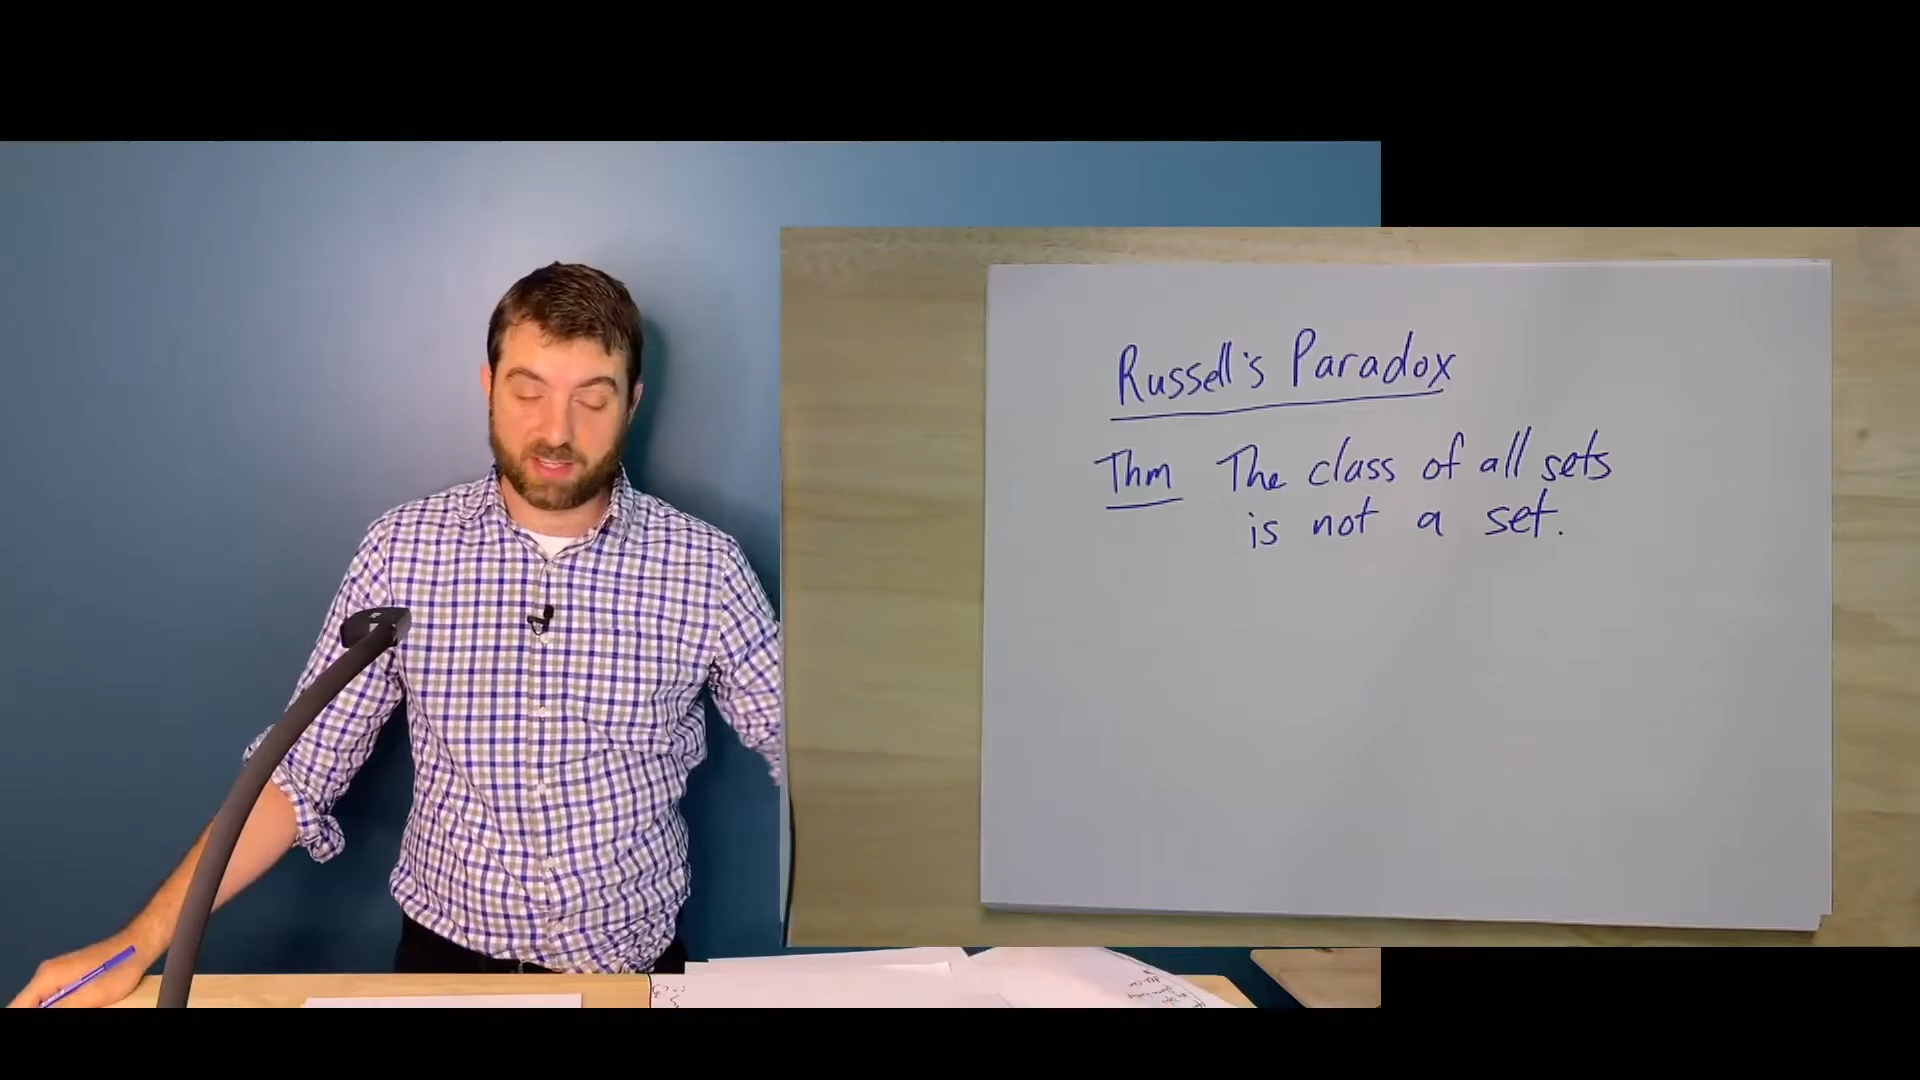 Russell's Paradox
Thm The class of all sets
is not a set.